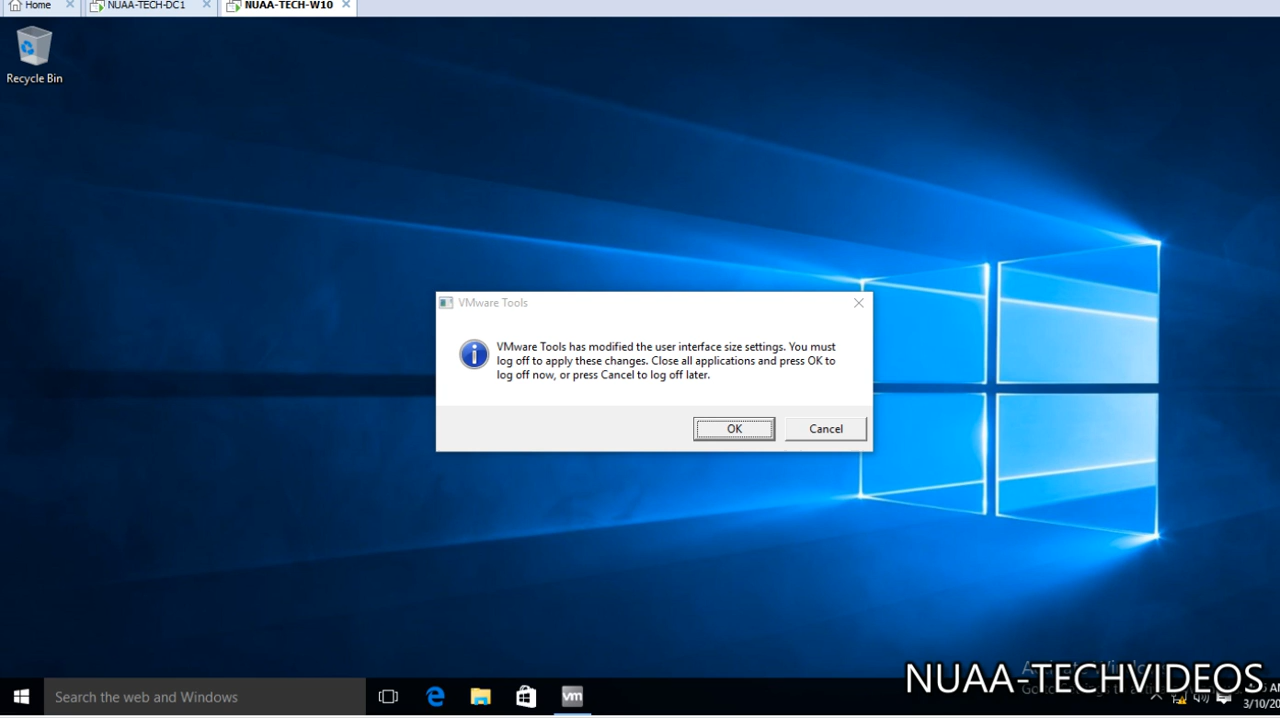 Home
NUAA-TECH-DC1
NUAA-TECH-W10
Recycle Bin
VMware Tools
VMware Tools has modified the user interface size settings. You must
log off to apply these changes. Close all applications and press OK to
log off now, or press Cancel to log off later.
OK
Cancel
NUAA-TECHVIDEOS
Search the web and Windows
vm
3/10/20